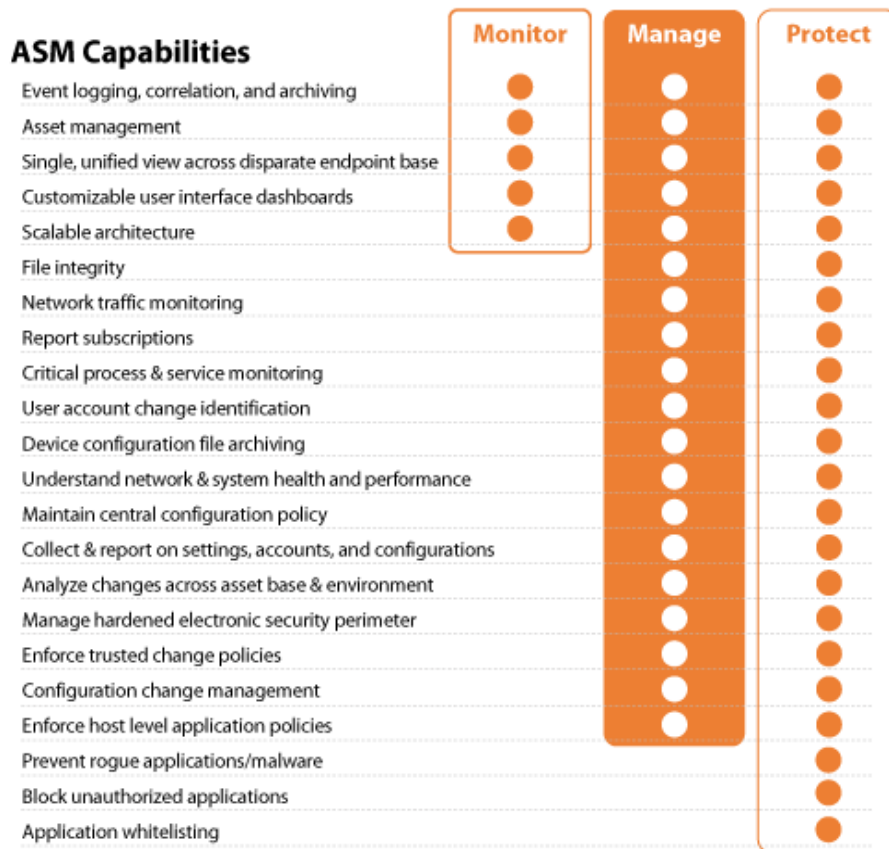 ASM Capabilities
Monitor
Manage
Protect
Event logging, correlation, and archiving
Asset management
Single, unified view across disparate endpoint base
Customizable user interface dashboards
Scalable architecture
File integrity
Network traffic monitoring
Report subscriptions
Critical process & service monitoring
User account change identification
Device configuration file archiving
Understand network & system health and performance
Maintain central configuration policy
Collect & report on settings, accounts, and configurations
Analyze changes across asset base & environment
Manage hardened electronic security perimeter
Enforce trusted change policies
Configuration change management
Enforce host level application policies
Prevent rogue applications/malware
Block unauthorized applications
Application whitelisting